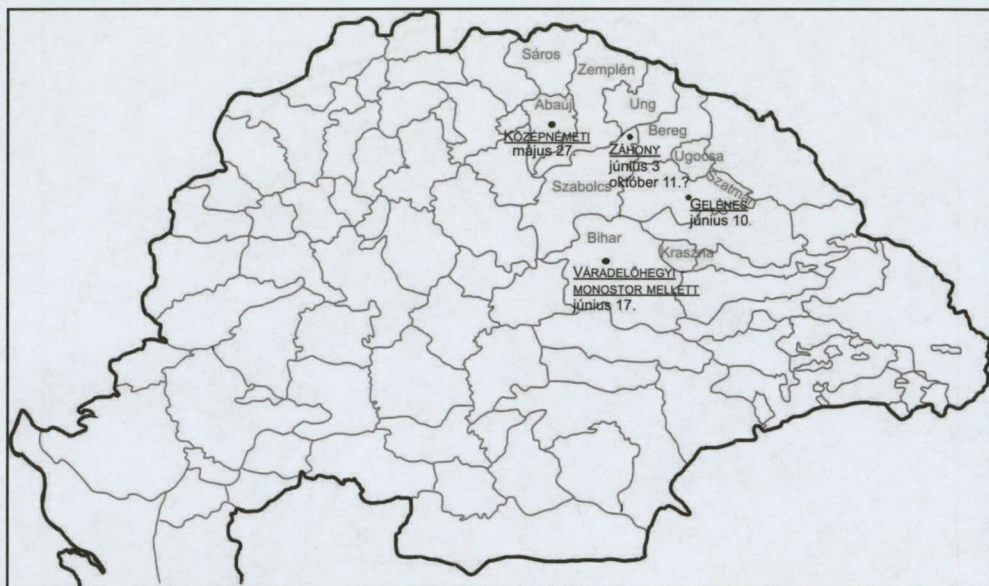 Sáros
Zemplén
Abaúj
Ung
KÖZÉPNÉMETI
május 27.
Bereg
ZÁHONY
június 3
október 11.?
Ugocsa
Szatmár
Szabolcs
GELÉNES
június 10.
Bihar
Kraszna
VÁRADELŐHEGYI
MONOSTOR MELLETT
június 17.